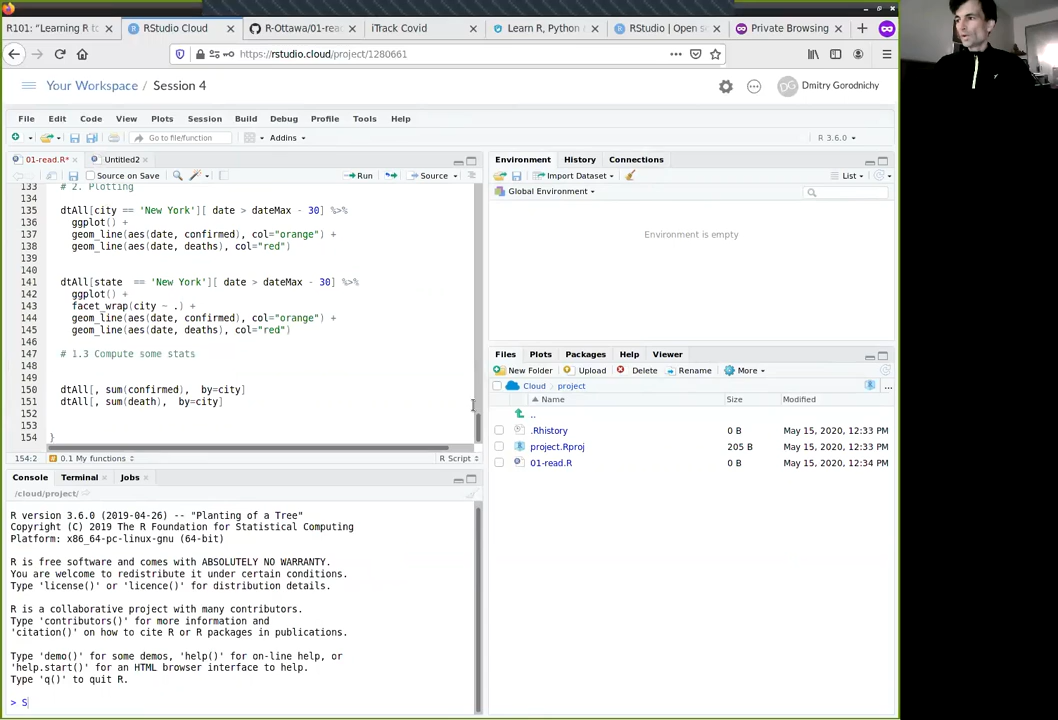 R101: "Learning R to
RStudio Cloud
R-Ottawa/01-rea
iTrack Covid
Learn R, Python &
RStudio | Open s
Private Browsing
https://rstudio.cloud/project/1280661
Your Workspace / Session 4
DG
Dmitry Gorodnichy
File Edit Code View Plots Session Build Debug Profile Tools Help
Go to file/function
Addins
R 3.6.0
01-read.R*
Untitled2
Source on Save
Run
Source
133 # 2. Plotting
134
135 dtAll[city == 'New York'][ date > dateMax - 30] %>%
136 ggplot() +
137 geom_line(aes(date, confirmed), col="orange") +
138 geom_line(aes(date, deaths), col="red")
139
140
141 dtAll[state  == 'New York'][ date > dateMax - 30] %>%
142 ggplot() +
143 facet_wrap(city ~ .) +
144 geom_line(aes(date, confirmed), col="orange") +
145 geom_line(aes(date, deaths), col="red")
146
147 # 1.3 Compute some stats
148
149
150 dtAll[, sum(confirmed),  by=city]
151 dtAll[, sum(death),  by=city]
152
153
154 }
154:2
0.1 My functions
R Script
Console Terminal Jobs
/cloud/project/
R version 3.6.0 (2019-04-26) -- "Planting of a Tree"
Copyright (C) 2019 The R Foundation for Statistical Computing
Platform: x86_64-pc-linux-gnu (64-bit)
R is free software and comes with ABSOLUTELY NO WARRANTY.
You are welcome to redistribute it under certain conditions.
Type 'license()' or 'licence()' for distribution details.
R is a collaborative project with many contributors.
Type 'contributors()' for more information and
'citation()' on how to cite R or R packages in publications.
Type 'demo()' for some demos, 'help()' for on-line help, or
'help.start()' for an HTML browser interface to help.
Type 'q()' to quit R.
> S
Environment History Connections
Import Dataset
List
Global Environment
Environment is empty
Files Plots Packages Help Viewer
New Folder Upload Delete Rename More
Cloud project
Name Size Modified
..
.Rhistory 0 B May 15, 2020, 12:33 PM
project.Rproj 205 B May 15, 2020, 12:33 PM
01-read.R 0 B May 15, 2020, 12:34 PM